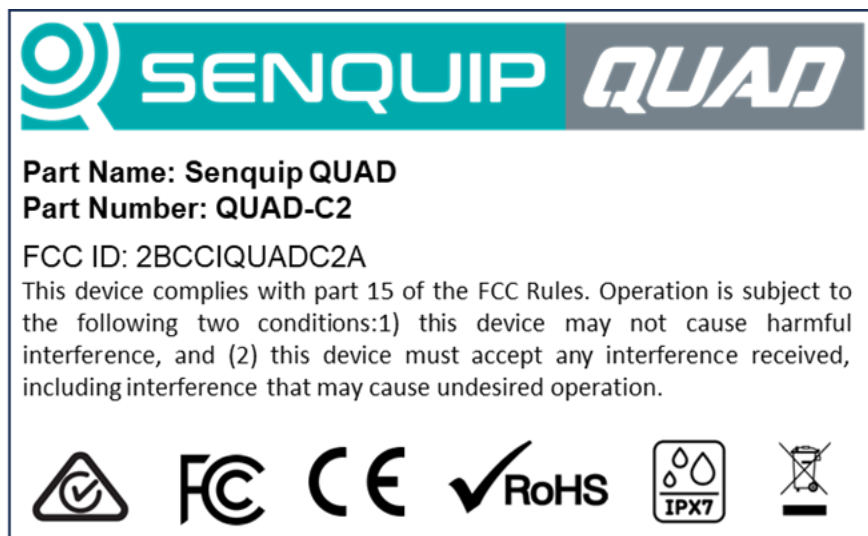 SENQUIP QUAD
Part Name: Senquip QUAD
Part Number: QUAD-C2
FCC ID: 2BCCIQUADC2A
This device complies with part 15 of the FCC Rules. Operation is subject to
the following two conditions:1) this device may not cause harmful
interference, and (2) this device must accept any interference received,
including interference that may cause undesired operation.
FC CE RoHS IPX7